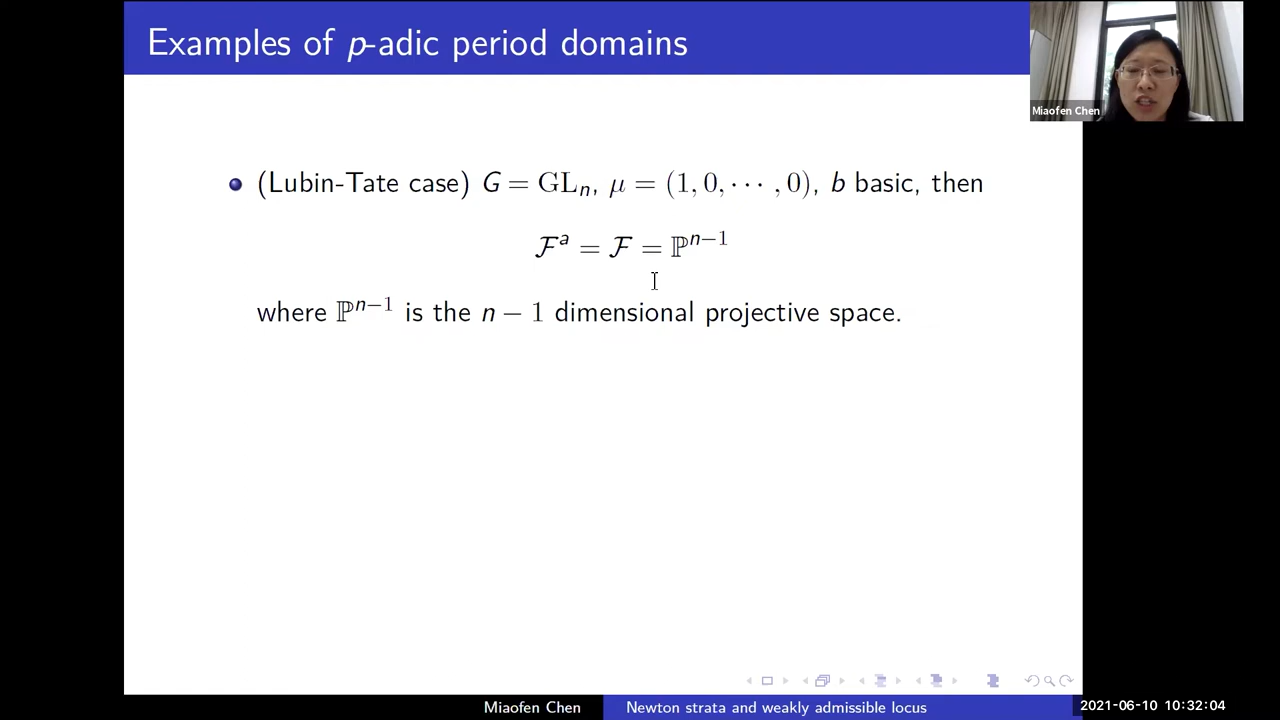 Examples of p-adic period domains
Miaofen Chen
(Lubin-Tate case) G = GL_n, μ = (1, 0, ⋯ , 0), b basic, then
ℱ^a = ℱ = ℙ^{n−1}
where ℙ^{n−1} is the n − 1 dimensional projective space.
Miaofen Chen
Newton strata and weakly admissible locus
2021-06-10 10:32:04